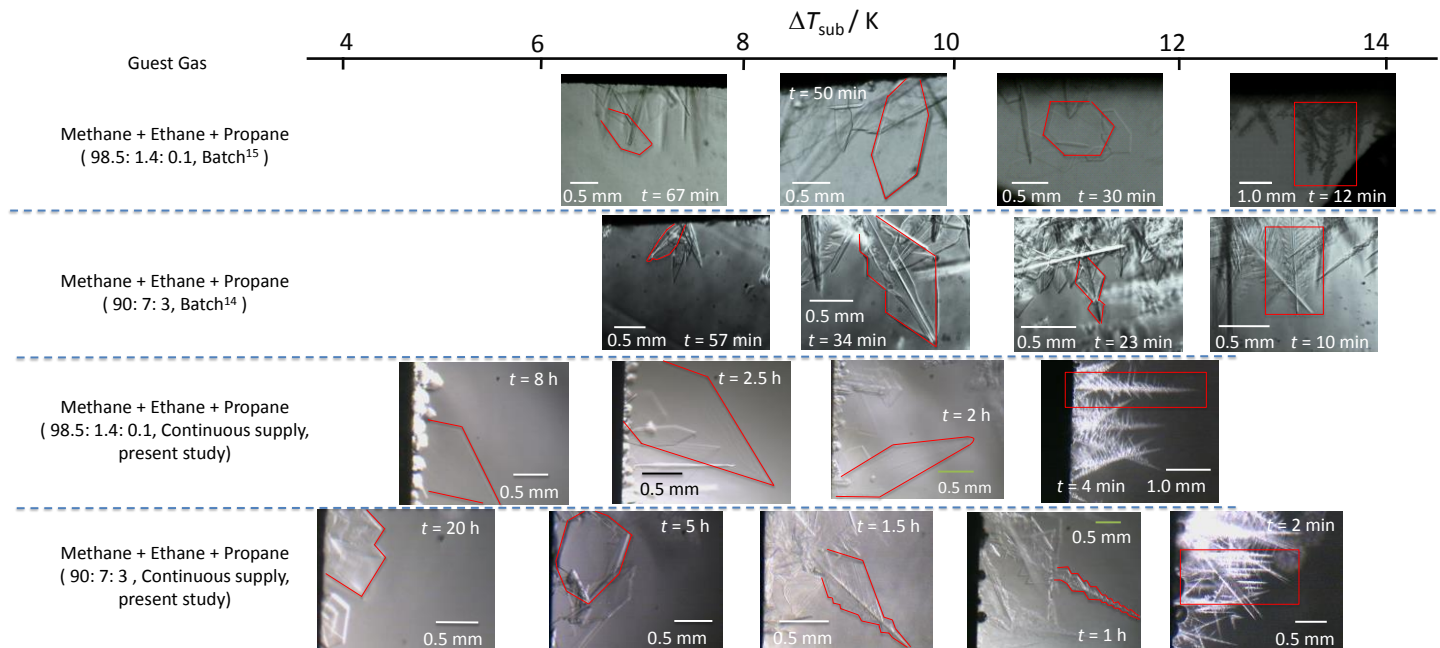 ΔT_sub / K
4 6 8 10 12 14
Guest Gas
Methane + Ethane + Propane
( 98.5: 1.4: 0.1, Batch¹⁵ )
0.5 mm t = 67 min
t = 50 min
0.5 mm
0.5 mm t = 30 min
1.0 mm t = 12 min
Methane + Ethane + Propane
( 90: 7: 3, Batch¹⁴ )
0.5 mm t = 57 min
0.5 mm
t = 34 min
0.5 mm t = 23 min
0.5 mm t = 10 min
Methane + Ethane + Propane
( 98.5: 1.4: 0.1, Continuous supply,
present study)
t = 8 h
0.5 mm
t = 2.5 h
0.5 mm
t = 2 h
0.5 mm
t = 4 min 1.0 mm
Methane + Ethane + Propane
( 90: 7: 3 , Continuous supply,
present study)
t = 20 h
0.5 mm
t = 5 h
0.5 mm
t = 1.5 h
0.5 mm
0.5 mm
t = 1 h
t = 2 min
0.5 mm